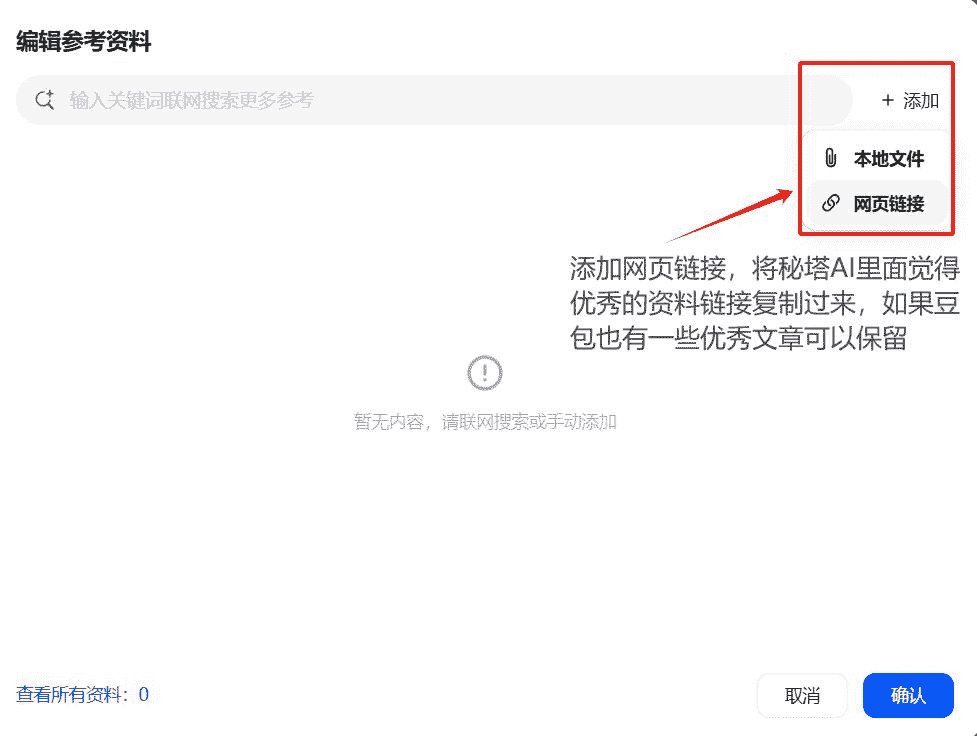 编辑参考资料
输入关键词联网搜索更多参考
+ 添加
本地文件
网页链接
添加网页链接，将秘塔AI里面觉得
优秀的资料链接复制过来，如果豆
包也有一些优秀文章可以保留
暂无内容，请联网搜索或手动添加
查看所有资料：0
取消
确认